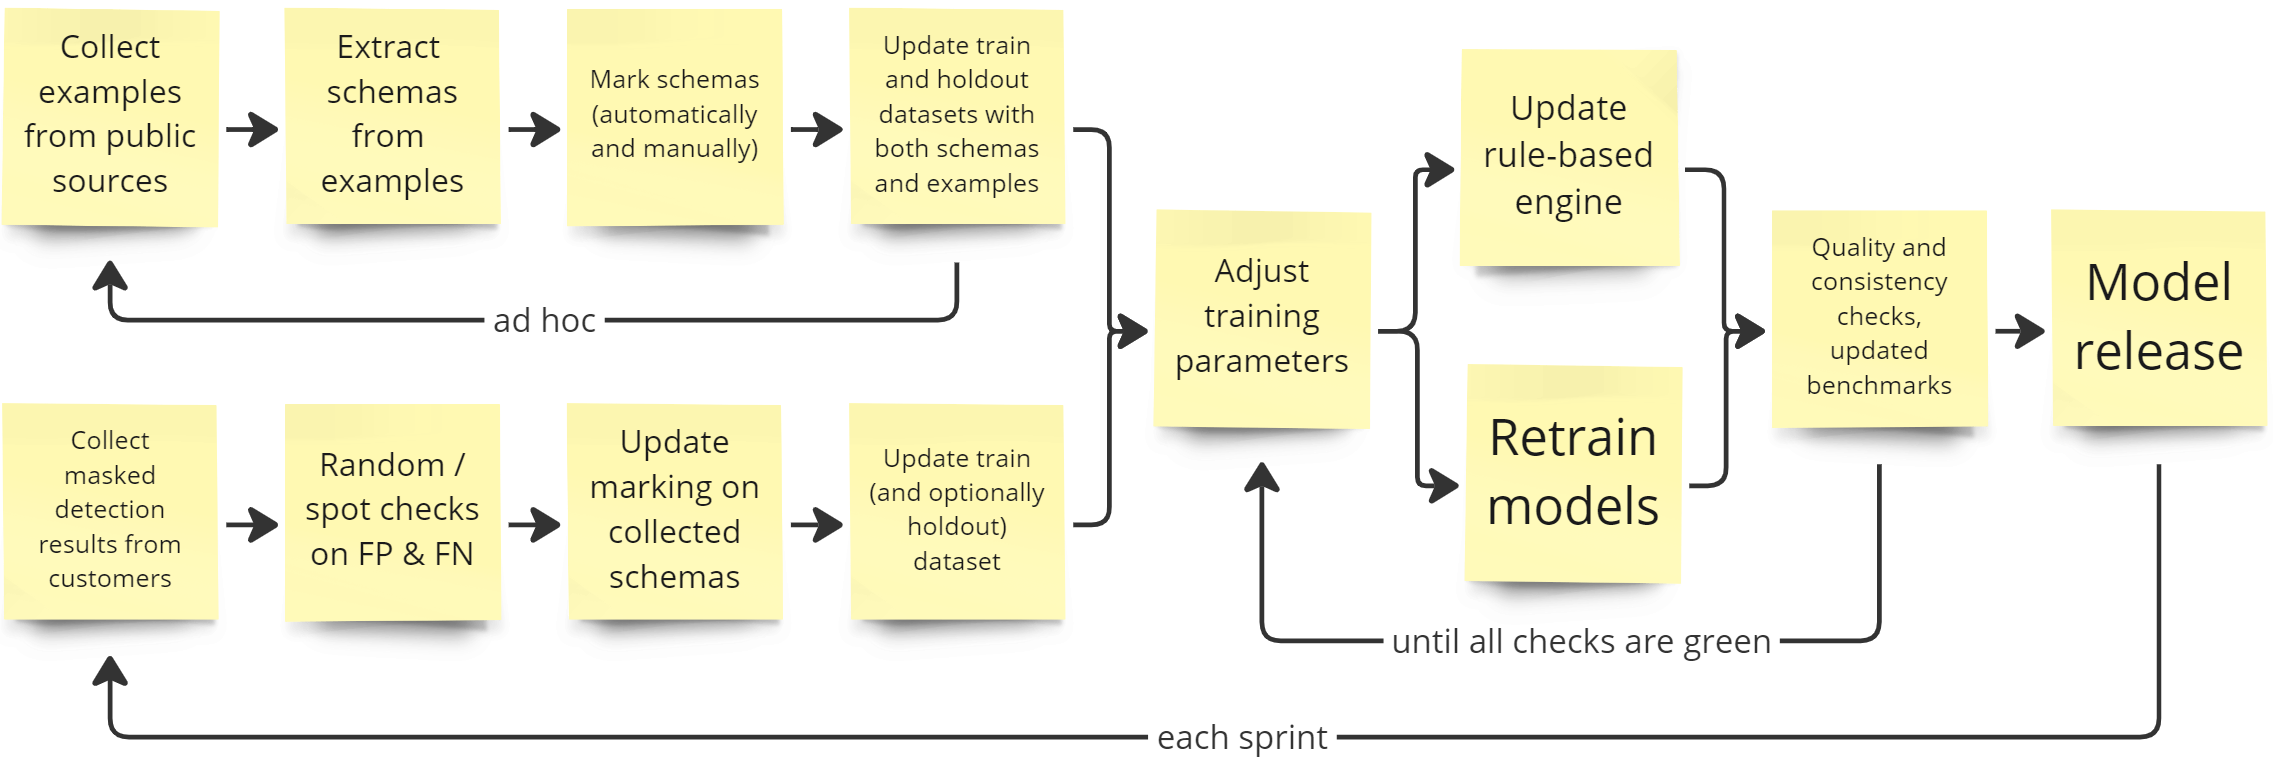 Collect
examples
from public
sources
Extract
schemas
from
examples
Mark schemas
(automatically
and manually)
Update train
and holdout
datasets with
both schemas
and examples
ad hoc
Collect
masked
detection
results from
customers
Random /
spot checks
on FP & FN
Update
marking on
collected
schemas
Update train
(and optionally
holdout)
dataset
Adjust
training
parameters
Update
rule-based
engine
Retrain
models
Quality and
consistency
checks,
updated
benchmarks
Model
release
until all checks are green
each sprint